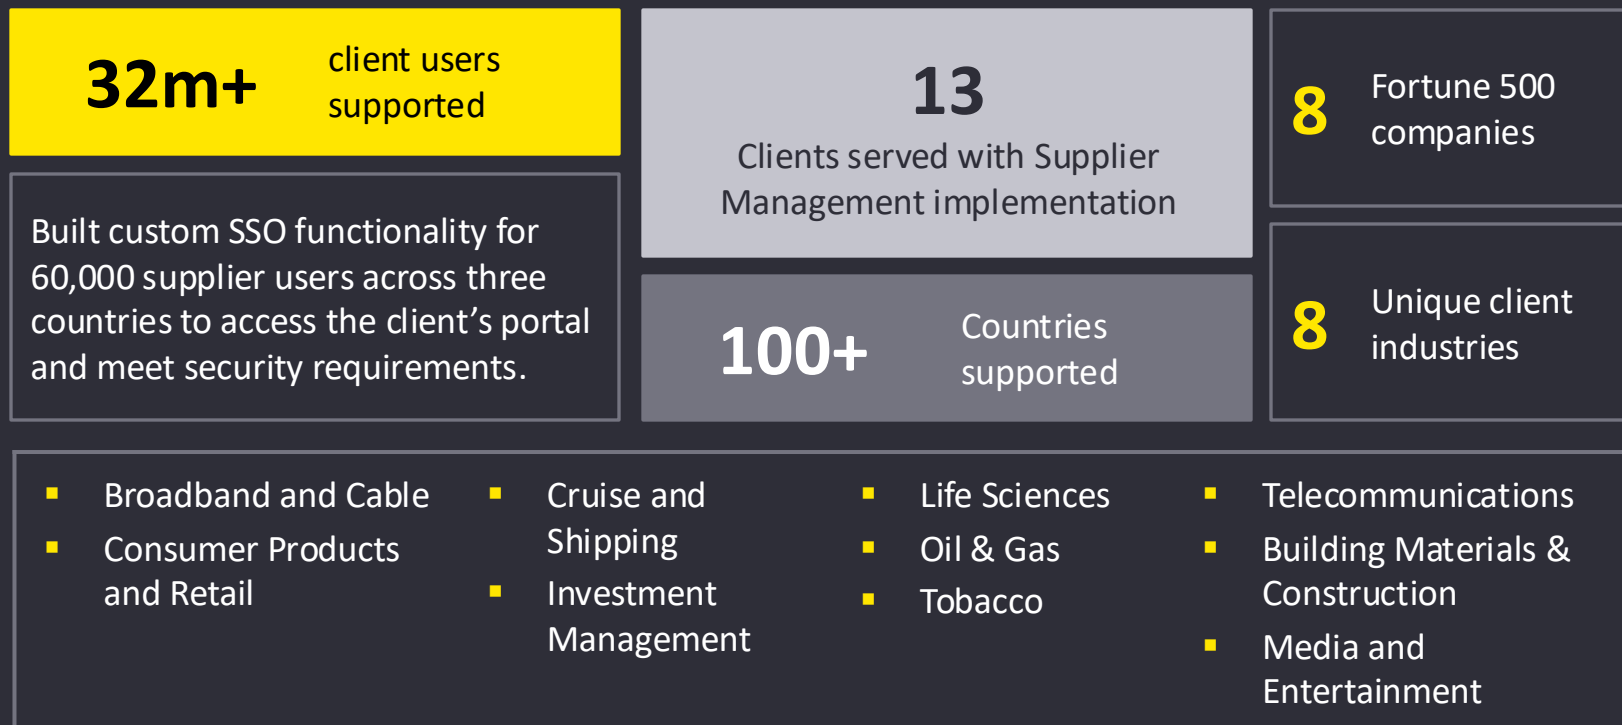 32m+
client users
supported
Built custom SSO functionality for
60,000 supplier users across three
countries to access the client’s portal
and meet security requirements.
13
Clients served with Supplier
Management implementation
100+
Countries
supported
8
Fortune 500
companies
8
Unique client
industries
▪ Broadband and Cable
▪ Consumer Products
and Retail
▪ Cruise and
Shipping
▪ Investment
Management
▪ Life Sciences
▪ Oil & Gas
▪ Tobacco
▪ Telecommunications
▪ Building Materials &
Construction
▪ Media and
Entertainment